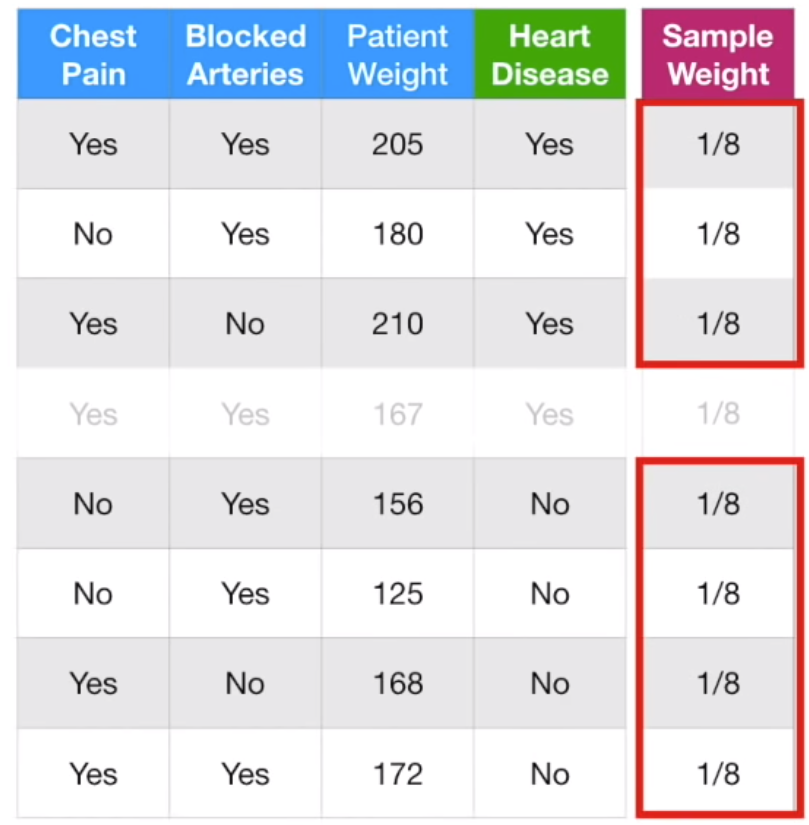 Chest Pain Blocked Arteries Patient Weight Heart Disease Sample Weight
Yes Yes 205 Yes 1/8
No Yes 180 Yes 1/8
Yes No 210 Yes 1/8
Yes Yes 167 Yes 1/8
No Yes 156 No 1/8
No Yes 125 No 1/8
Yes No 168 No 1/8
Yes Yes 172 No 1/8